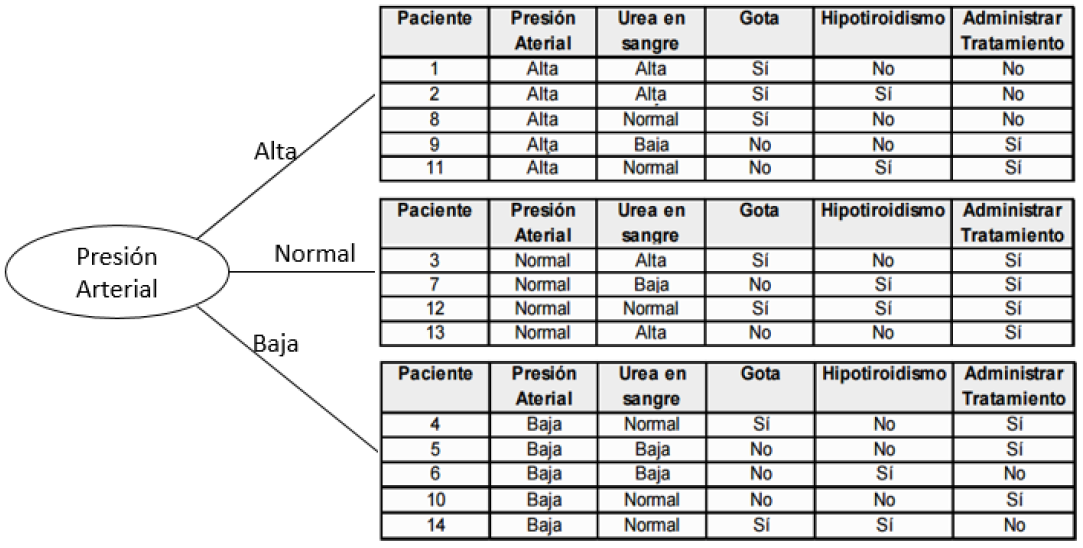 Paciente Presión Urea en Gota Hipotiroidismo Administrar
Aterial sangre Tratamiento
1 Alta Alta Sí No No
2 Alta Alta Sí Sí No
8 Alta Normal Sí No No
9 Alta Baja No No Sí
11 Alta Normal No Sí Sí
Alta
Paciente Presión Urea en Gota Hipotiroidismo Administrar
Aterial sangre Tratamiento
3 Normal Alta Sí No Sí
7 Normal Baja No Sí Sí
12 Normal Normal Sí Sí Sí
13 Normal Alta No No Sí
Normal
Presión
Arterial
Baja
Paciente Presión Urea en Gota Hipotiroidismo Administrar
Aterial sangre Tratamiento
4 Baja Normal Sí No Sí
5 Baja Baja No No Sí
6 Baja Baja No Sí No
10 Baja Normal No No Sí
14 Baja Normal Sí Sí No